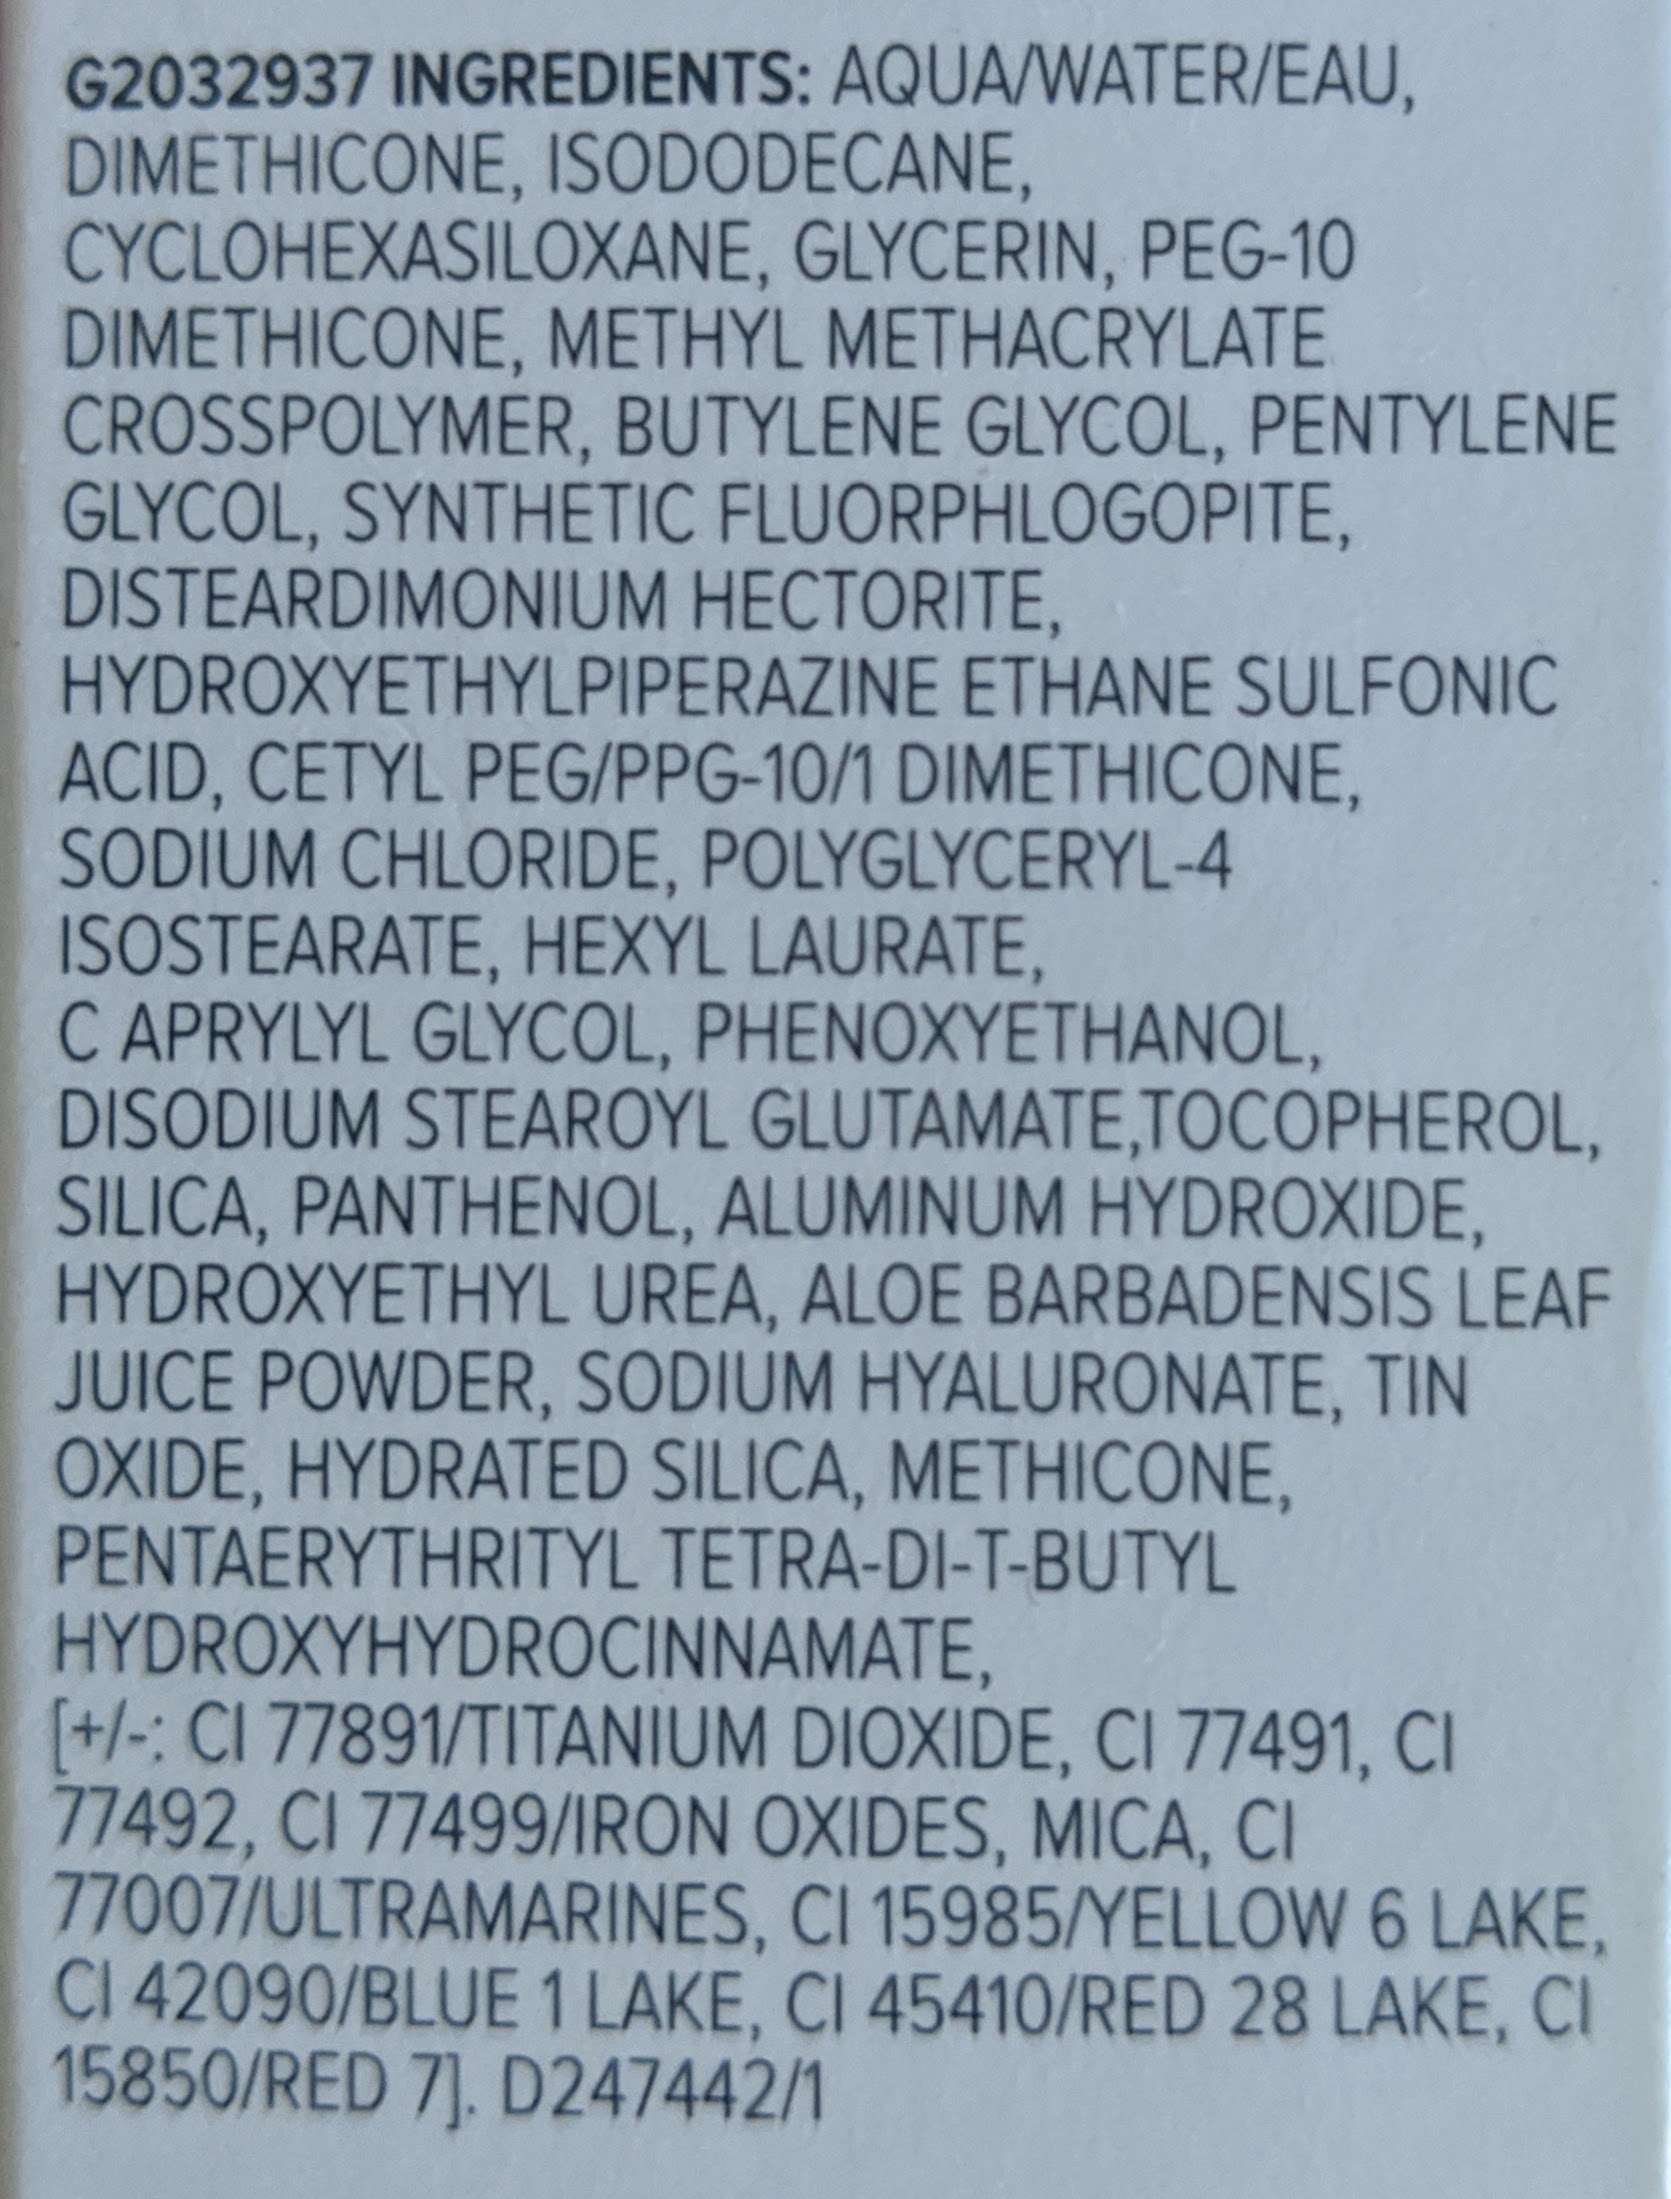 G2032937 INGREDIENTS: AQUA/WATER/EAU,
DIMETHICONE, ISODODECANE,
CYCLOHEXASILOXANE, GLYCERIN, PEG-10
DIMETHICONE, METHYL METHACRYLATE
CROSSPOLYMER, BUTYLENE GLYCOL, PENTYLENE
GLYCOL, SYNTHETIC FLUORPHLOGOPITE,
DISTEARDIMONIUM HECTORITE,
HYDROXYETHYLPIPERAZINE ETHANE SULFONIC
ACID, CETYL PEG/PPG-10/1 DIMETHICONE,
SODIUM CHLORIDE, POLYGLYCERYL-4
ISOSTEARATE, HEXYL LAURATE,
C APRYLYL GLYCOL, PHENOXYETHANOL,
DISODIUM STEAROYL GLUTAMATE,TOCOPHEROL,
SILICA, PANTHENOL, ALUMINUM HYDROXIDE,
HYDROXYETHYL UREA, ALOE BARBADENSIS LEAF
JUICE POWDER, SODIUM HYALURONATE, TIN
OXIDE, HYDRATED SILICA, METHICONE,
PENTAERYTHRITYL TETRA-DI-T-BUTYL
HYDROXYHYDROCINNAMATE,
[+/-: CI 77891/TITANIUM DIOXIDE, CI 77491, CI
77492, CI 77499/IRON OXIDES, MICA, CI
77007/ULTRAMARINES, CI 15985/YELLOW 6 LAKE,
CI 42090/BLUE 1 LAKE, CI 45410/RED 28 LAKE, CI
15850/RED 7]. D247442/1